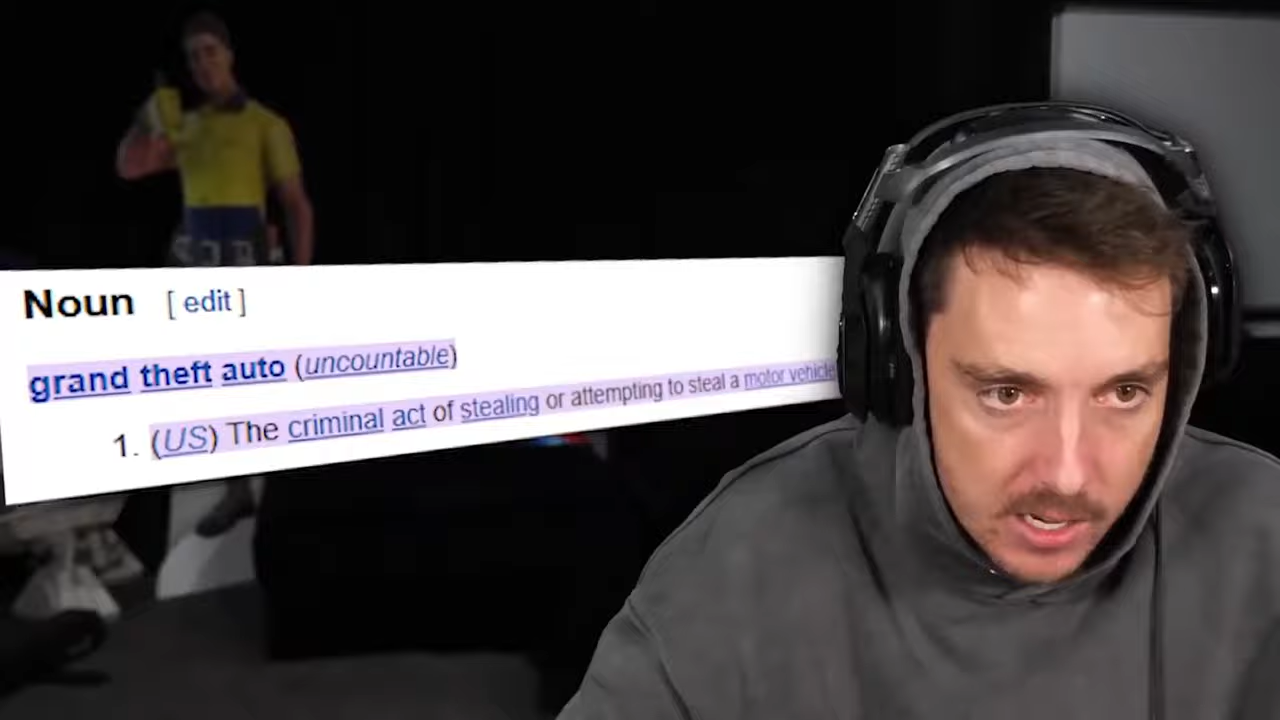 Noun [ edit ]
grand theft auto (uncountable)
1. (US) The criminal act of stealing or attempting to steal a motor vehicle